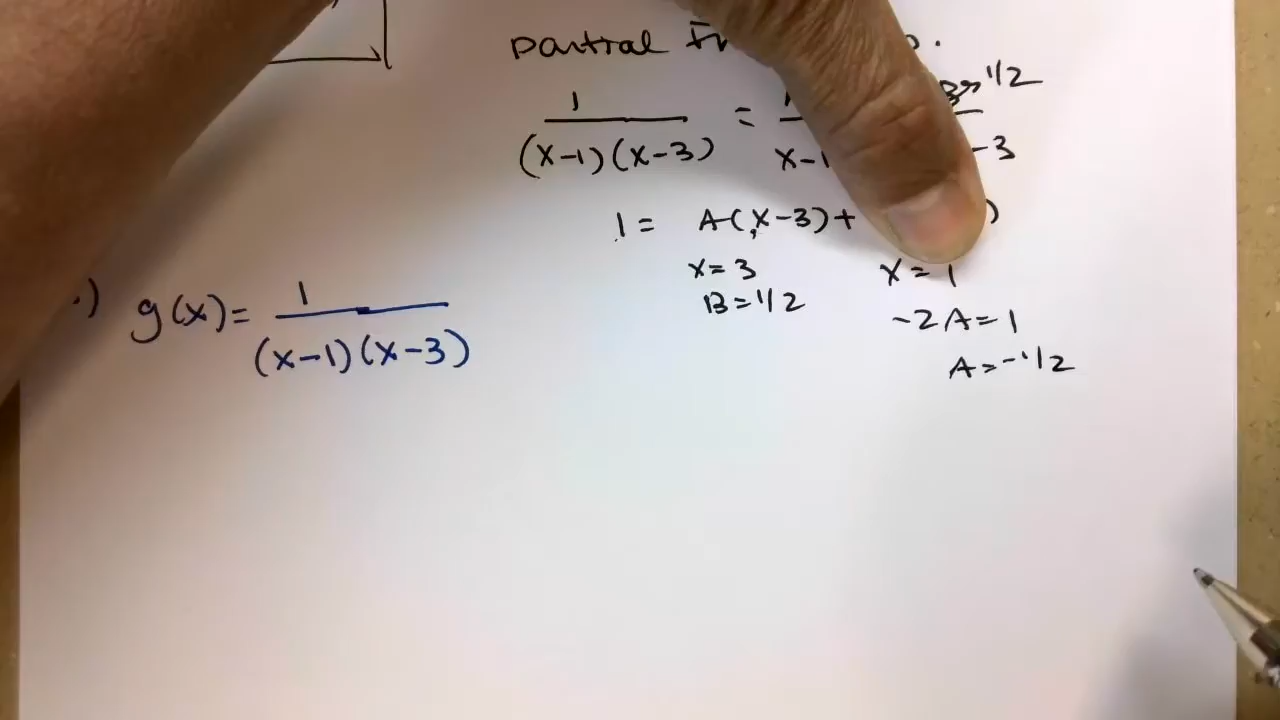 Partial
1/((x-1)(x-3)) = /(x-1 B→1/2 /-3
1 = A(x-3)+ )
x=3 x=1
B=1/2 -2A=1
A=-1/2
.) g(x)= 1/((x-1)(x-3))